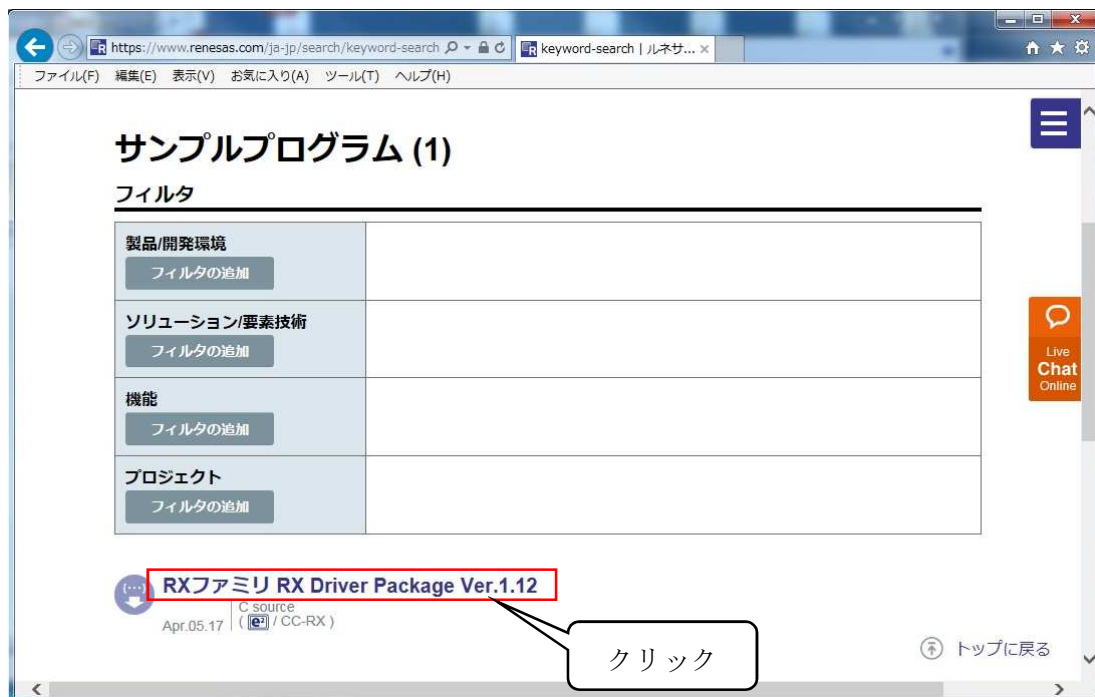 https://www.renesas.com/ja-jp/search/keyword-search
keyword-search | ルネサ...
ファイル(F) 編集(E) 表示(V) お気に入り(A) ツール(T) ヘルプ(H)
サンプルプログラム (1)
フィルタ
製品/開発環境
フィルタの追加
ソリューション/要素技術
フィルタの追加
機能
フィルタの追加
プロジェクト
フィルタの追加
Live
Chat
Online
RXファミリ RX Driver Package Ver.1.12
C source
Apr.05.17 ( e² / CC-RX )
クリック
トップに戻る